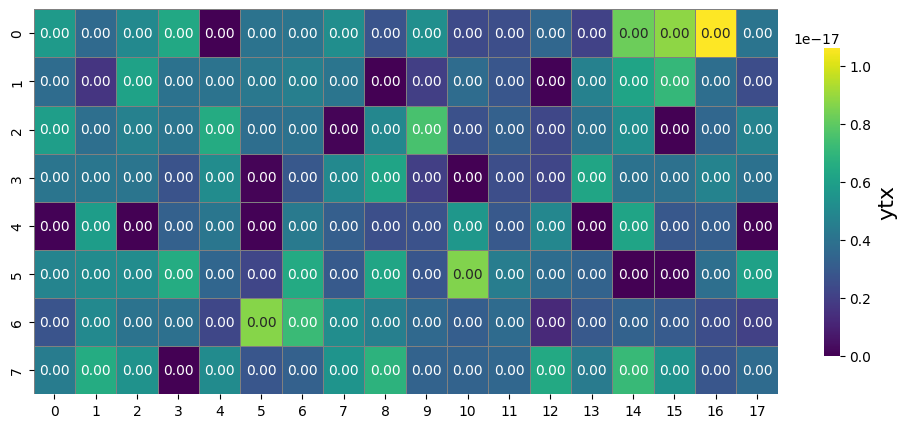 0 0.00 0.00 0.00 0.00 0.00 0.00 0.00 0.00 0.00 0.00 0.00 0.00 0.00 0.00 0.00 0.00 0.00 0.00
1 0.00 0.00 0.00 0.00 0.00 0.00 0.00 0.00 0.00 0.00 0.00 0.00 0.00 0.00 0.00 0.00 0.00 0.00
2 0.00 0.00 0.00 0.00 0.00 0.00 0.00 0.00 0.00 0.00 0.00 0.00 0.00 0.00 0.00 0.00 0.00 0.00
3 0.00 0.00 0.00 0.00 0.00 0.00 0.00 0.00 0.00 0.00 0.00 0.00 0.00 0.00 0.00 0.00 0.00 0.00
4 0.00 0.00 0.00 0.00 0.00 0.00 0.00 0.00 0.00 0.00 0.00 0.00 0.00 0.00 0.00 0.00 0.00 0.00
5 0.00 0.00 0.00 0.00 0.00 0.00 0.00 0.00 0.00 0.00 0.00 0.00 0.00 0.00 0.00 0.00 0.00 0.00
6 0.00 0.00 0.00 0.00 0.00 0.00 0.00 0.00 0.00 0.00 0.00 0.00 0.00 0.00 0.00 0.00 0.00 0.00
7 0.00 0.00 0.00 0.00 0.00 0.00 0.00 0.00 0.00 0.00 0.00 0.00 0.00 0.00 0.00 0.00 0.00 0.00
0 1 2 3 4 5 6 7 8 9 10 11 12 13 14 15 16 17
1e−17
1.0
0.8
0.6
0.4
0.2
0.0
ytx